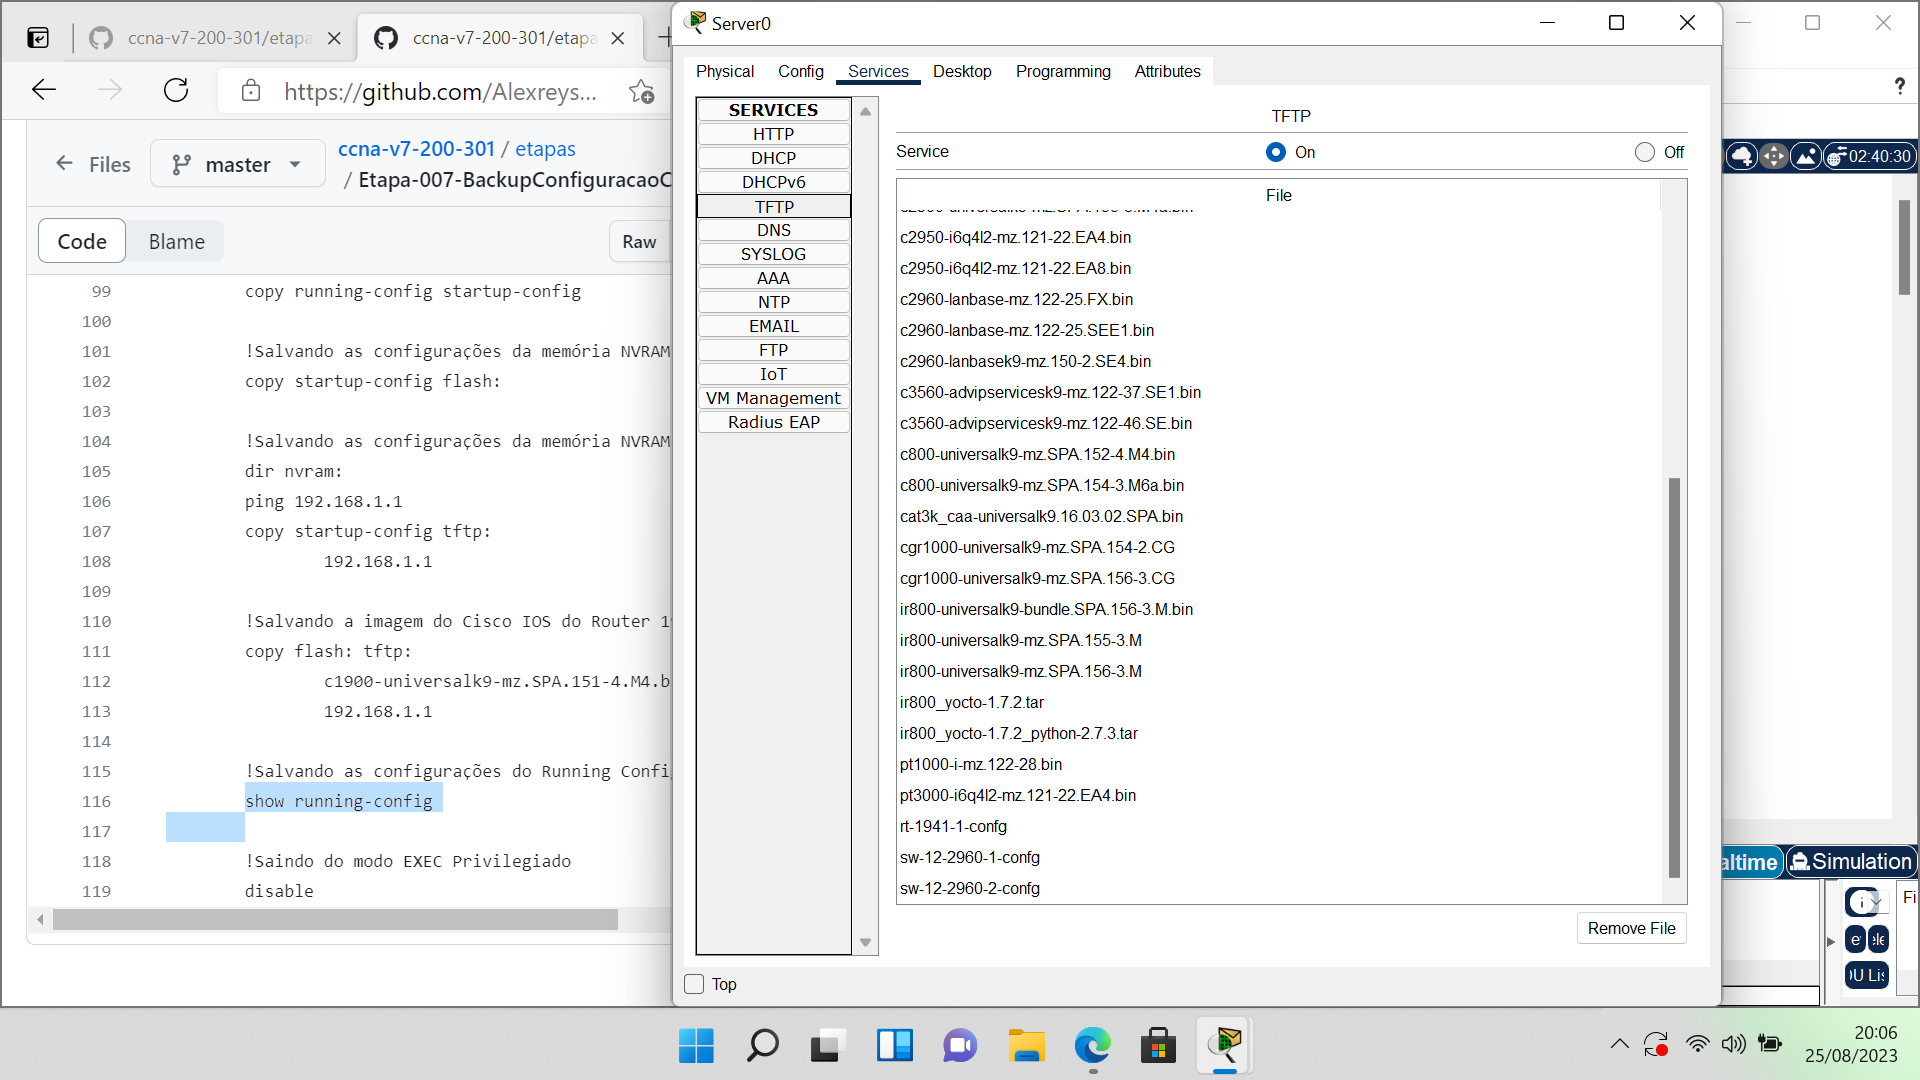 ccna-v7-200-301/etapa
ccna-v7-200-301/etapa
https://github.com/Alexreys...
Files
master
ccna-v7-200-301 / etapas
/ Etapa-007-BackupConfiguracaoC
Code
Blame
Raw
99 copy running-config startup-config
100
101 !Salvando as configurações da memória NVRAM
102 copy startup-config flash:
103
104 !Salvando as configurações da memória NVRAM
105 dir nvram:
106 ping 192.168.1.1
107 copy startup-config tftp:
108 192.168.1.1
109
110 !Salvando a imagem do Cisco IOS do Router 19
111 copy flash: tftp:
112 c1900-universalk9-mz.SPA.151-4.M4.b
113 192.168.1.1
114
115 !Salvando as configurações do Running Config
116 show running-config
117
118 !Saindo do modo EXEC Privilegiado
119 disable
Server0
Physical
Config
Services
Desktop
Programming
Attributes
SERVICES
HTTP
DHCP
DHCPv6
TFTP
DNS
SYSLOG
AAA
NTP
EMAIL
FTP
IoT
VM Management
Radius EAP
TFTP
Service
On
Off
File
c2950-i6q4l2-mz.121-22.EA4.bin
c2950-i6q4l2-mz.121-22.EA8.bin
c2960-lanbase-mz.122-25.FX.bin
c2960-lanbase-mz.122-25.SEE1.bin
c2960-lanbasek9-mz.150-2.SE4.bin
c3560-advipservicesk9-mz.122-37.SE1.bin
c3560-advipservicesk9-mz.122-46.SE.bin
c800-universalk9-mz.SPA.152-4.M4.bin
c800-universalk9-mz.SPA.154-3.M6a.bin
cat3k_caa-universalk9.16.03.02.SPA.bin
cgr1000-universalk9-mz.SPA.154-2.CG
cgr1000-universalk9-mz.SPA.156-3.CG
ir800-universalk9-bundle.SPA.156-3.M.bin
ir800-universalk9-mz.SPA.155-3.M
ir800-universalk9-mz.SPA.156-3.M
ir800_yocto-1.7.2.tar
ir800_yocto-1.7.2_python-2.7.3.tar
pt1000-i-mz.122-28.bin
pt3000-i6q4l2-mz.121-22.EA4.bin
rt-1941-1-confg
sw-12-2960-1-confg
sw-12-2960-2-confg
Remove File
Top
?
02:40:30
altime
Simulation
Fi
DU Lis
20:06
25/08/2023